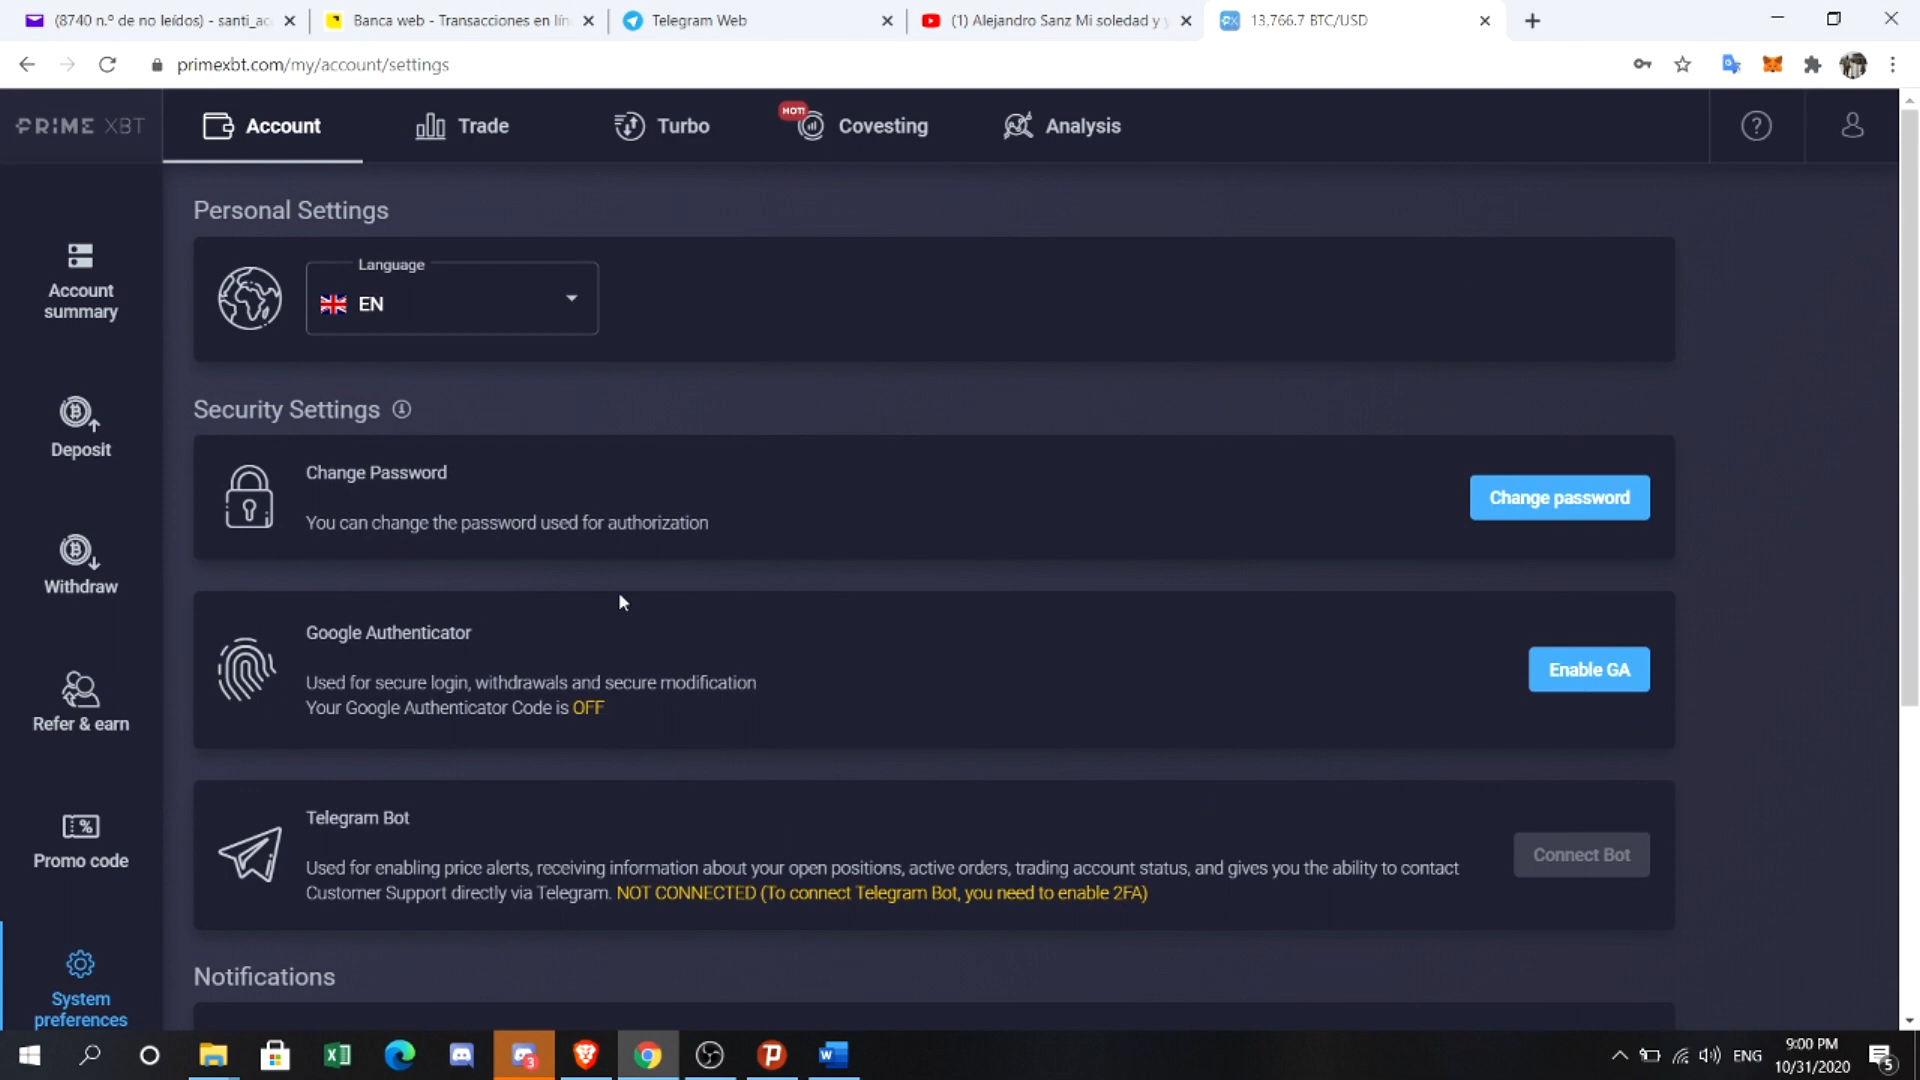 (8740 n.º de no leídos) - santi_ac
Banca web - Transacciones en lín
Telegram Web
(1) Alejandro Sanz Mi soledad y y
13.766.7 BTC/USD
primexbt.com/my/account/settings
PRIME XBT
Account
Trade
Turbo
HOT!
Covesting
Analysis
Personal Settings
Language
EN
Account
summary
Security Settings
Change Password
You can change the password used for authorization
Change password
Deposit
Withdraw
Google Authenticator
Used for secure login, withdrawals and secure modification
Your Google Authenticator Code is OFF
Enable GA
Refer & earn
Telegram Bot
Used for enabling price alerts, receiving information about your open positions, active orders, trading account status, and gives you the ability to contact
Customer Support directly via Telegram. NOT CONNECTED (To connect Telegram Bot, you need to enable 2FA)
Connect Bot
Promo code
System
preferences
Notifications
3
ENG
9:00 PM
10/31/2020
5